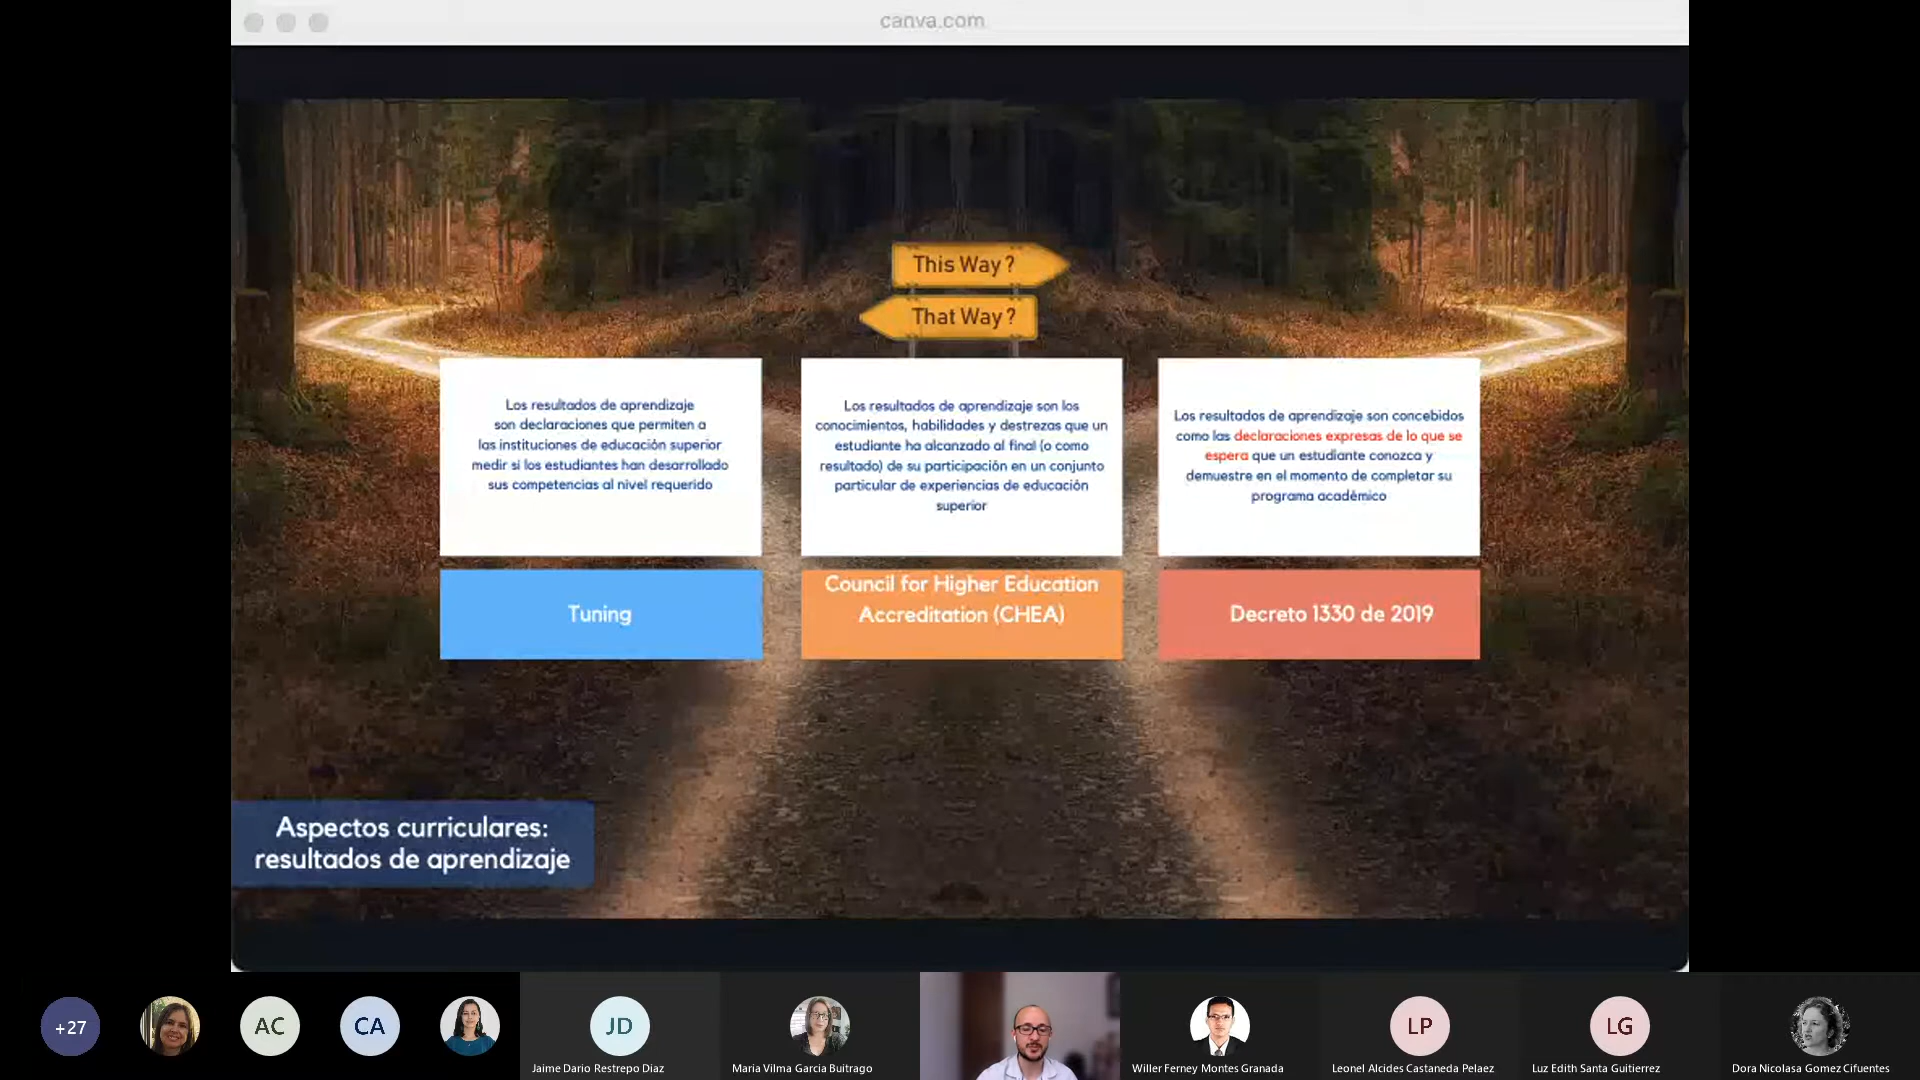 canva.com
This Way?
That Way?
Los resultados de aprendizaje
son declaraciones que permiten a
las instituciones de educación superior
medir si los estudiantes han desarrollado
sus competencias al nivel requerido
Tuning
Los resultados de aprendizaje son los
conocimientos, habilidades y destrezas que un
estudiante ha alcanzado al final (o como
resultado) de su participación en un conjunto
particular de experiencias de educación
superior
Council for Higher Education
Accreditation (CHEA)
Los resultados de aprendizaje son concebidos
como las declaraciones expresas de lo que se
espera que un estudiante conozca y
demuestre en el momento de completar su
programa académico
Decreto 1330 de 2019
Aspectos curriculares:
resultados de aprendizaje
+27
AC
CA
JD
Jaime Dario Restrepo Diaz
Maria Vilma Garcia Buitrago
Willer Ferney Montes Granada
LP
Leonel Alcides Castaneda Pelaez
LG
Luz Edith Santa Guitierrez
Dora Nicolasa Gomez Cifuentes